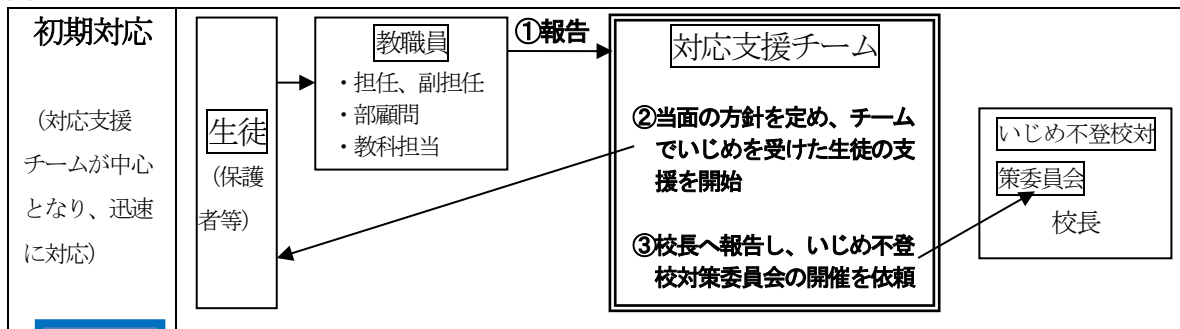 初期対応
（対応支援
チームが中心
となり、迅速
に対応）
生徒
（保護
者等）
教職員
・担任、副担任
・部顧問
・教科担当
①報告
対応支援チーム
②当面の方針を定め、チーム
でいじめを受けた生徒の支
援を開始
③校長へ報告し、いじめ不登
校対策委員会の開催を依頼
いじめ不登校対
策委員会
校長